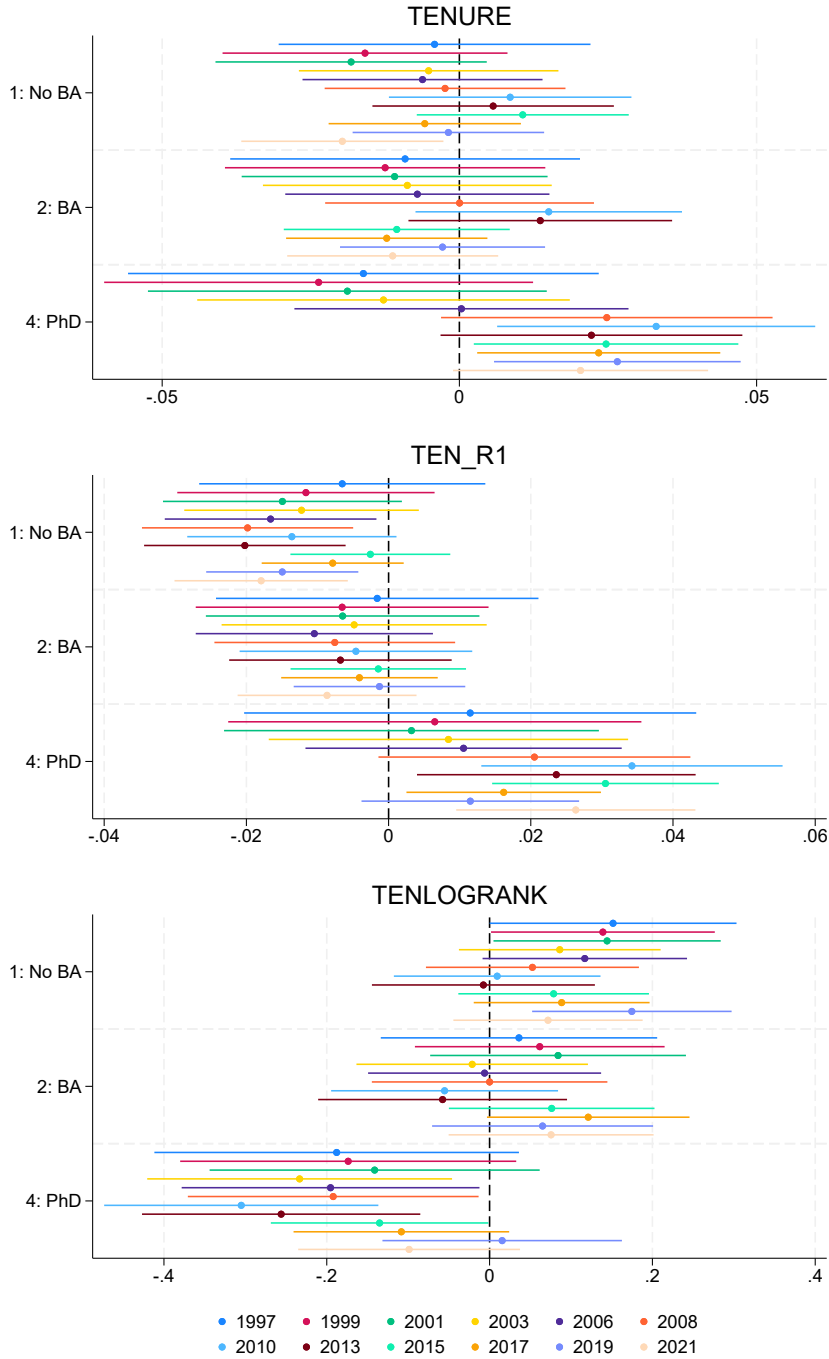 TENURE
1: No BA
2: BA
4: PhD
-.05 0 .05
TEN_R1
1: No BA
2: BA
4: PhD
-.04 -.02 0 .02 .04 .06
TENLOGRANK
1: No BA
2: BA
4: PhD
-.4 -.2 0 .2 .4
1997 1999 2001 2003 2006 2008
2010 2013 2015 2017 2019 2021